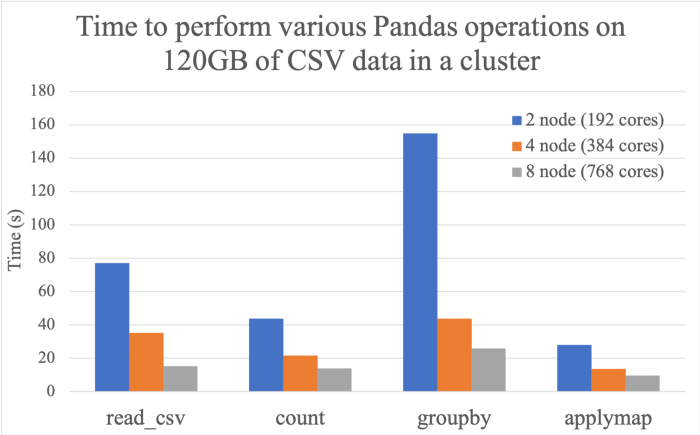 Time to perform various Pandas operations on
120GB of CSV data in a cluster
180
160
140
120
100
80
60
40
20
0
Time (s)
2 node (192 cores)
4 node (384 cores)
8 node (768 cores)
read_csv
count
groupby
applymap